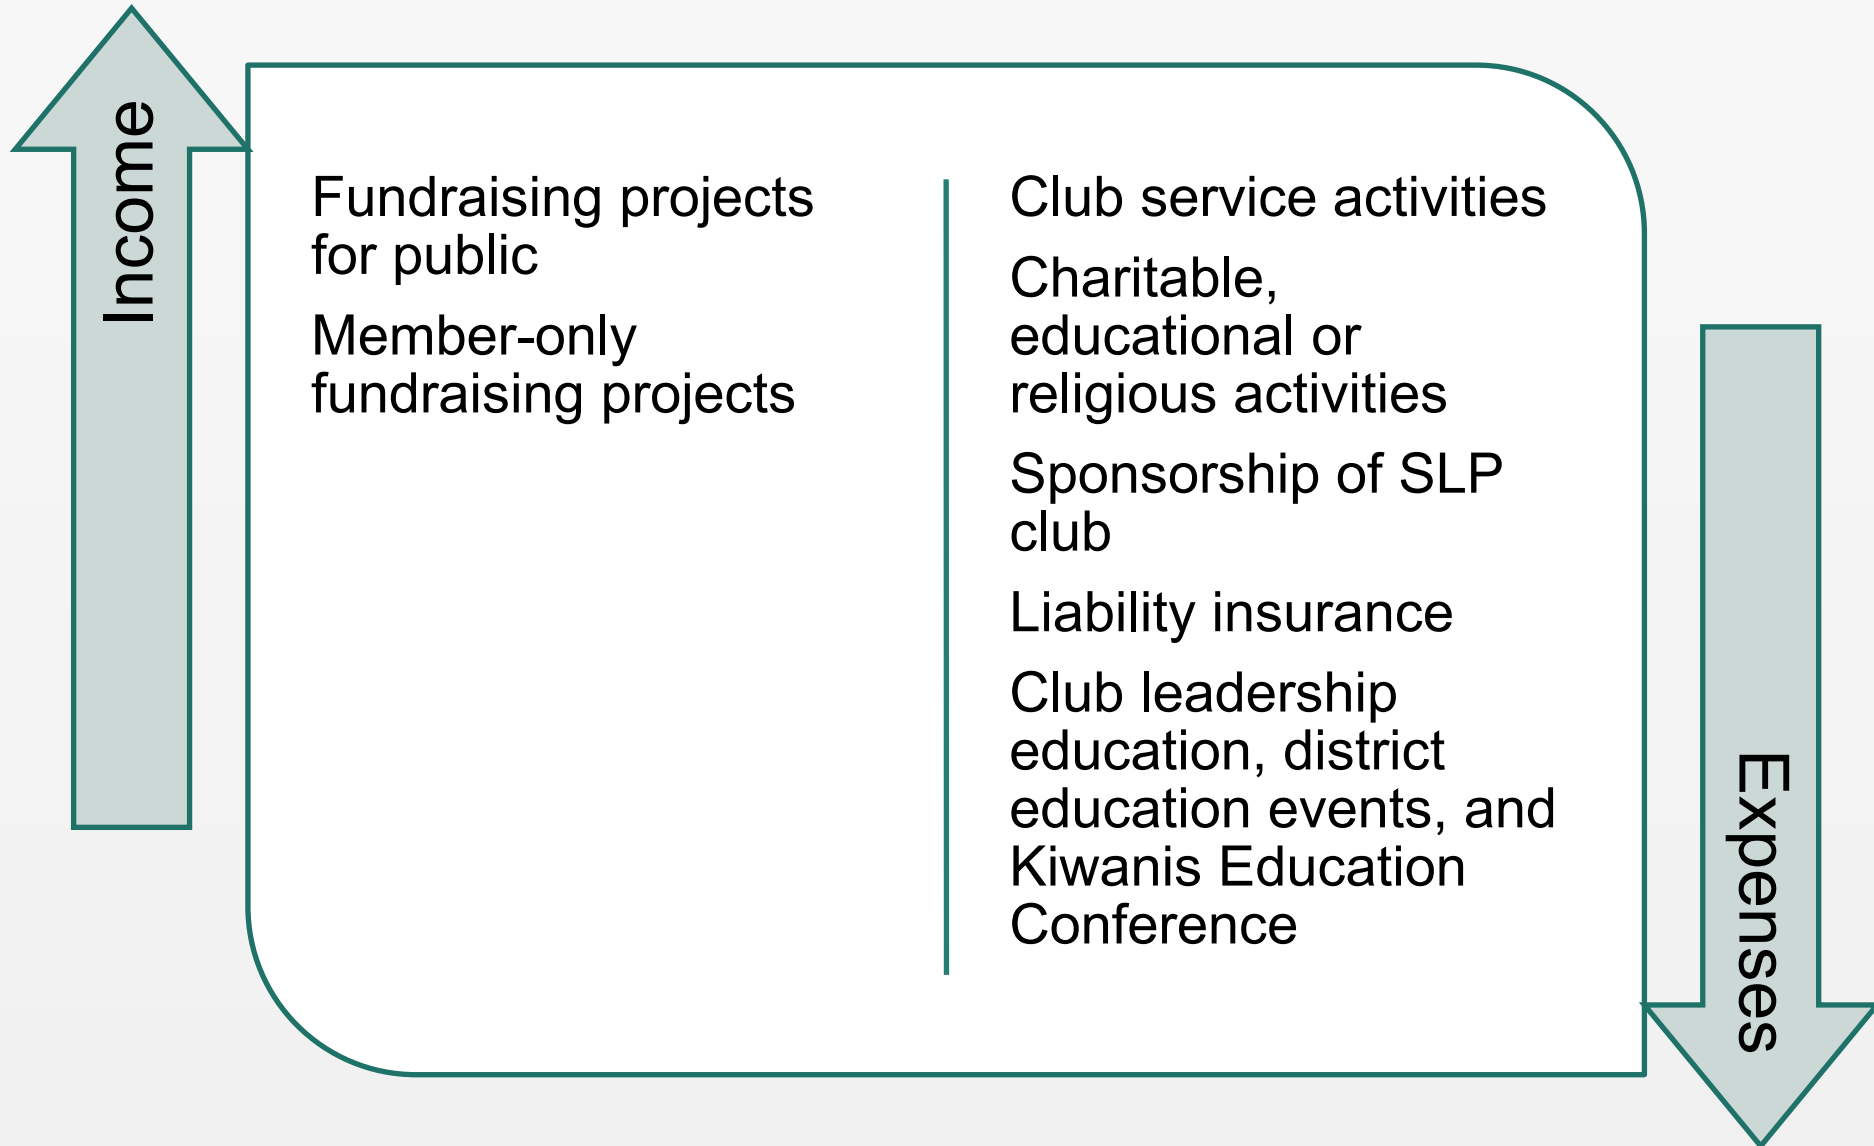 Income
Fundraising projects
for public
Member-only
fundraising projects
Club service activities
Charitable,
educational or
religious activities
Sponsorship of SLP
club
Liability insurance
Club leadership
education, district
education events, and
Kiwanis Education
Conference
Expenses